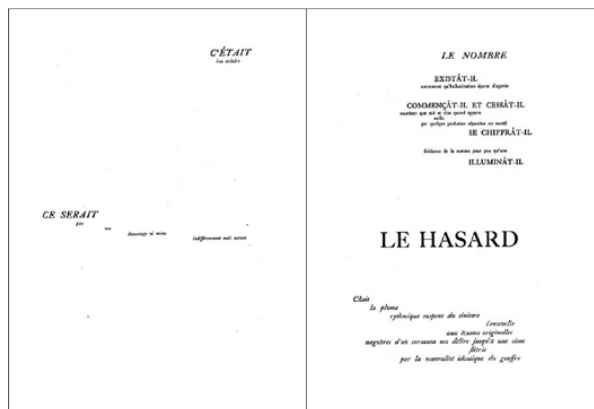 C'ÉTAIT
CE SERAIT
pire
non
davantage ni moins
indifféremment mais autant
LE NOMBRE
EXISTÂT-IL
autrement qu'hallucination éparse d'agonie
COMMENÇÂT-IL ET CESSÂT-IL
sourdant que nié et clos quand apparu
enfin
par quelque profusion répandue en rareté
SE CHIFFRÂT-IL
évidence de la somme pour peu qu'une
ILLUMINÂT-IL
LE HASARD
Choit
la plume
rythmique suspens du sinistre
s'ensevelir
aux écumes originelles
naguères d'où sursauta son délire jusqu'à une cime
flétrie
par la neutralité identique du gouffre